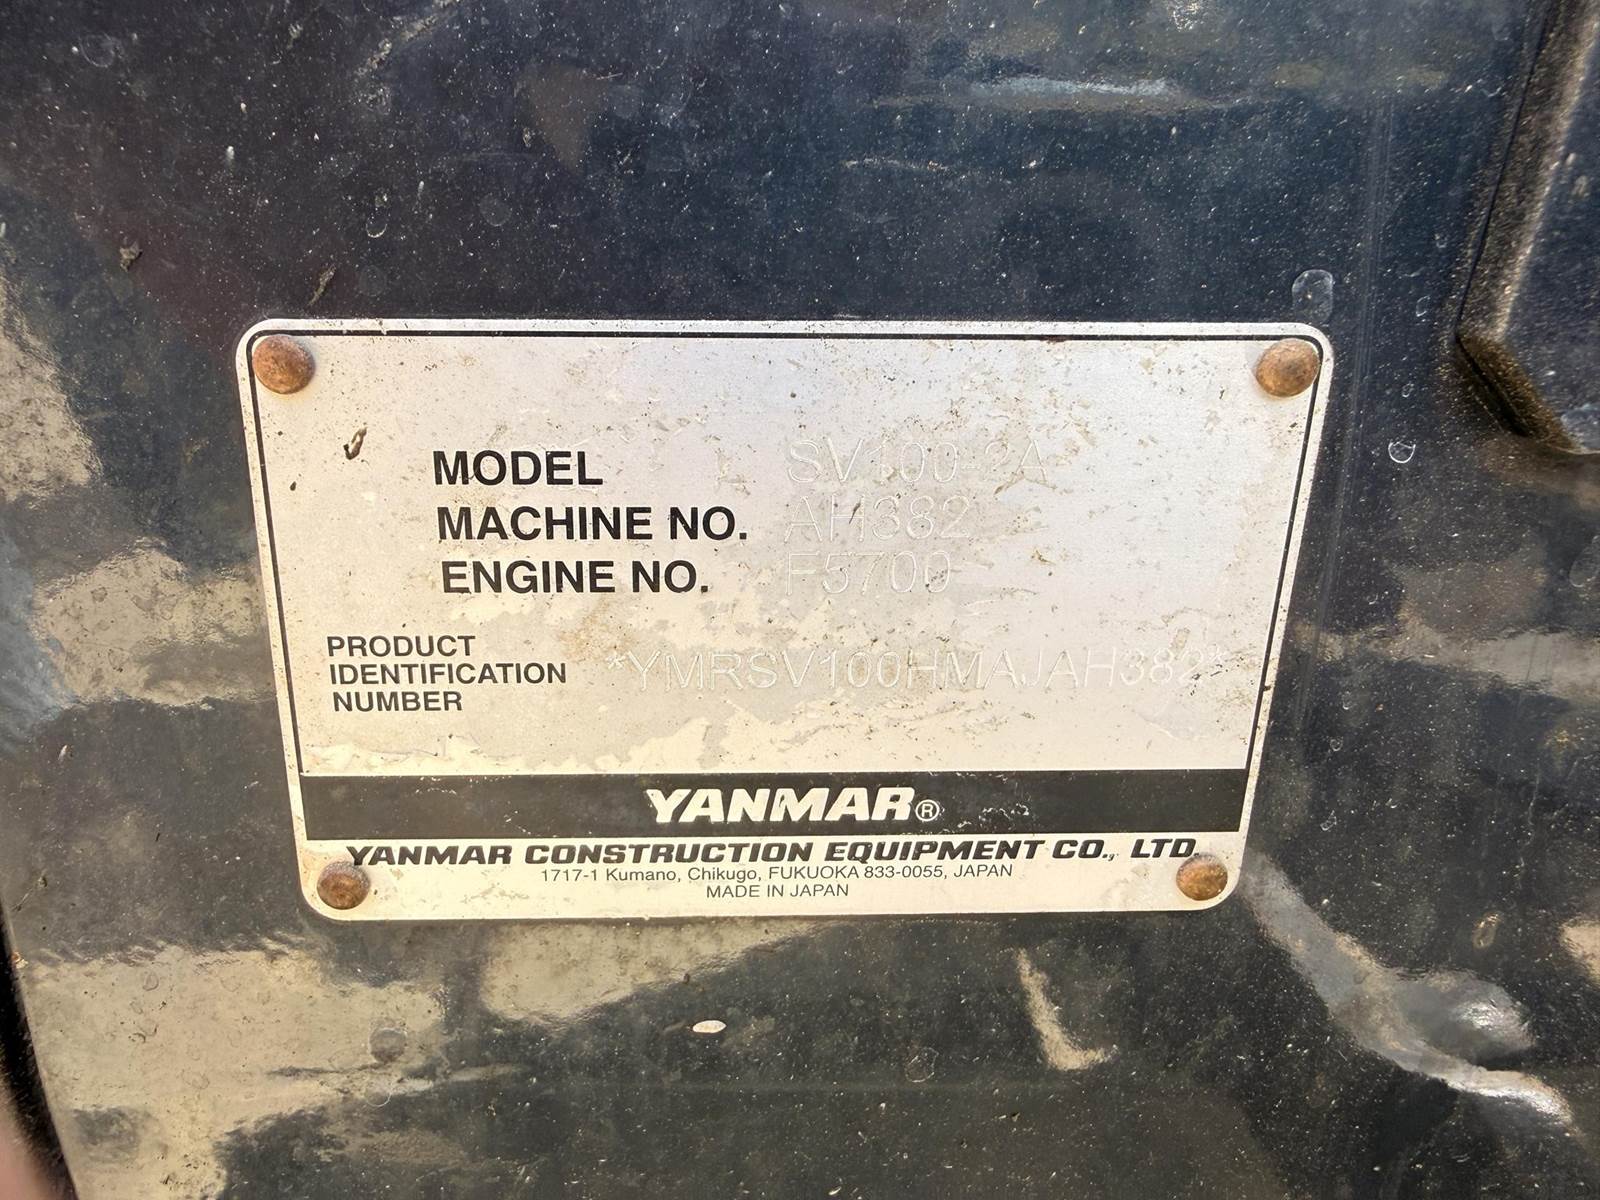 MODEL SV100-2A
MACHINE NO. AH382
ENGINE NO. F5700
PRODUCT
IDENTIFICATION *YMRSV100HMAJAH382*
NUMBER
YANMAR®
YANMAR CONSTRUCTION EQUIPMENT CO., LTD.
1717-1 Kumano, Chikugo, FUKUOKA 833-0055, JAPAN
MADE IN JAPAN